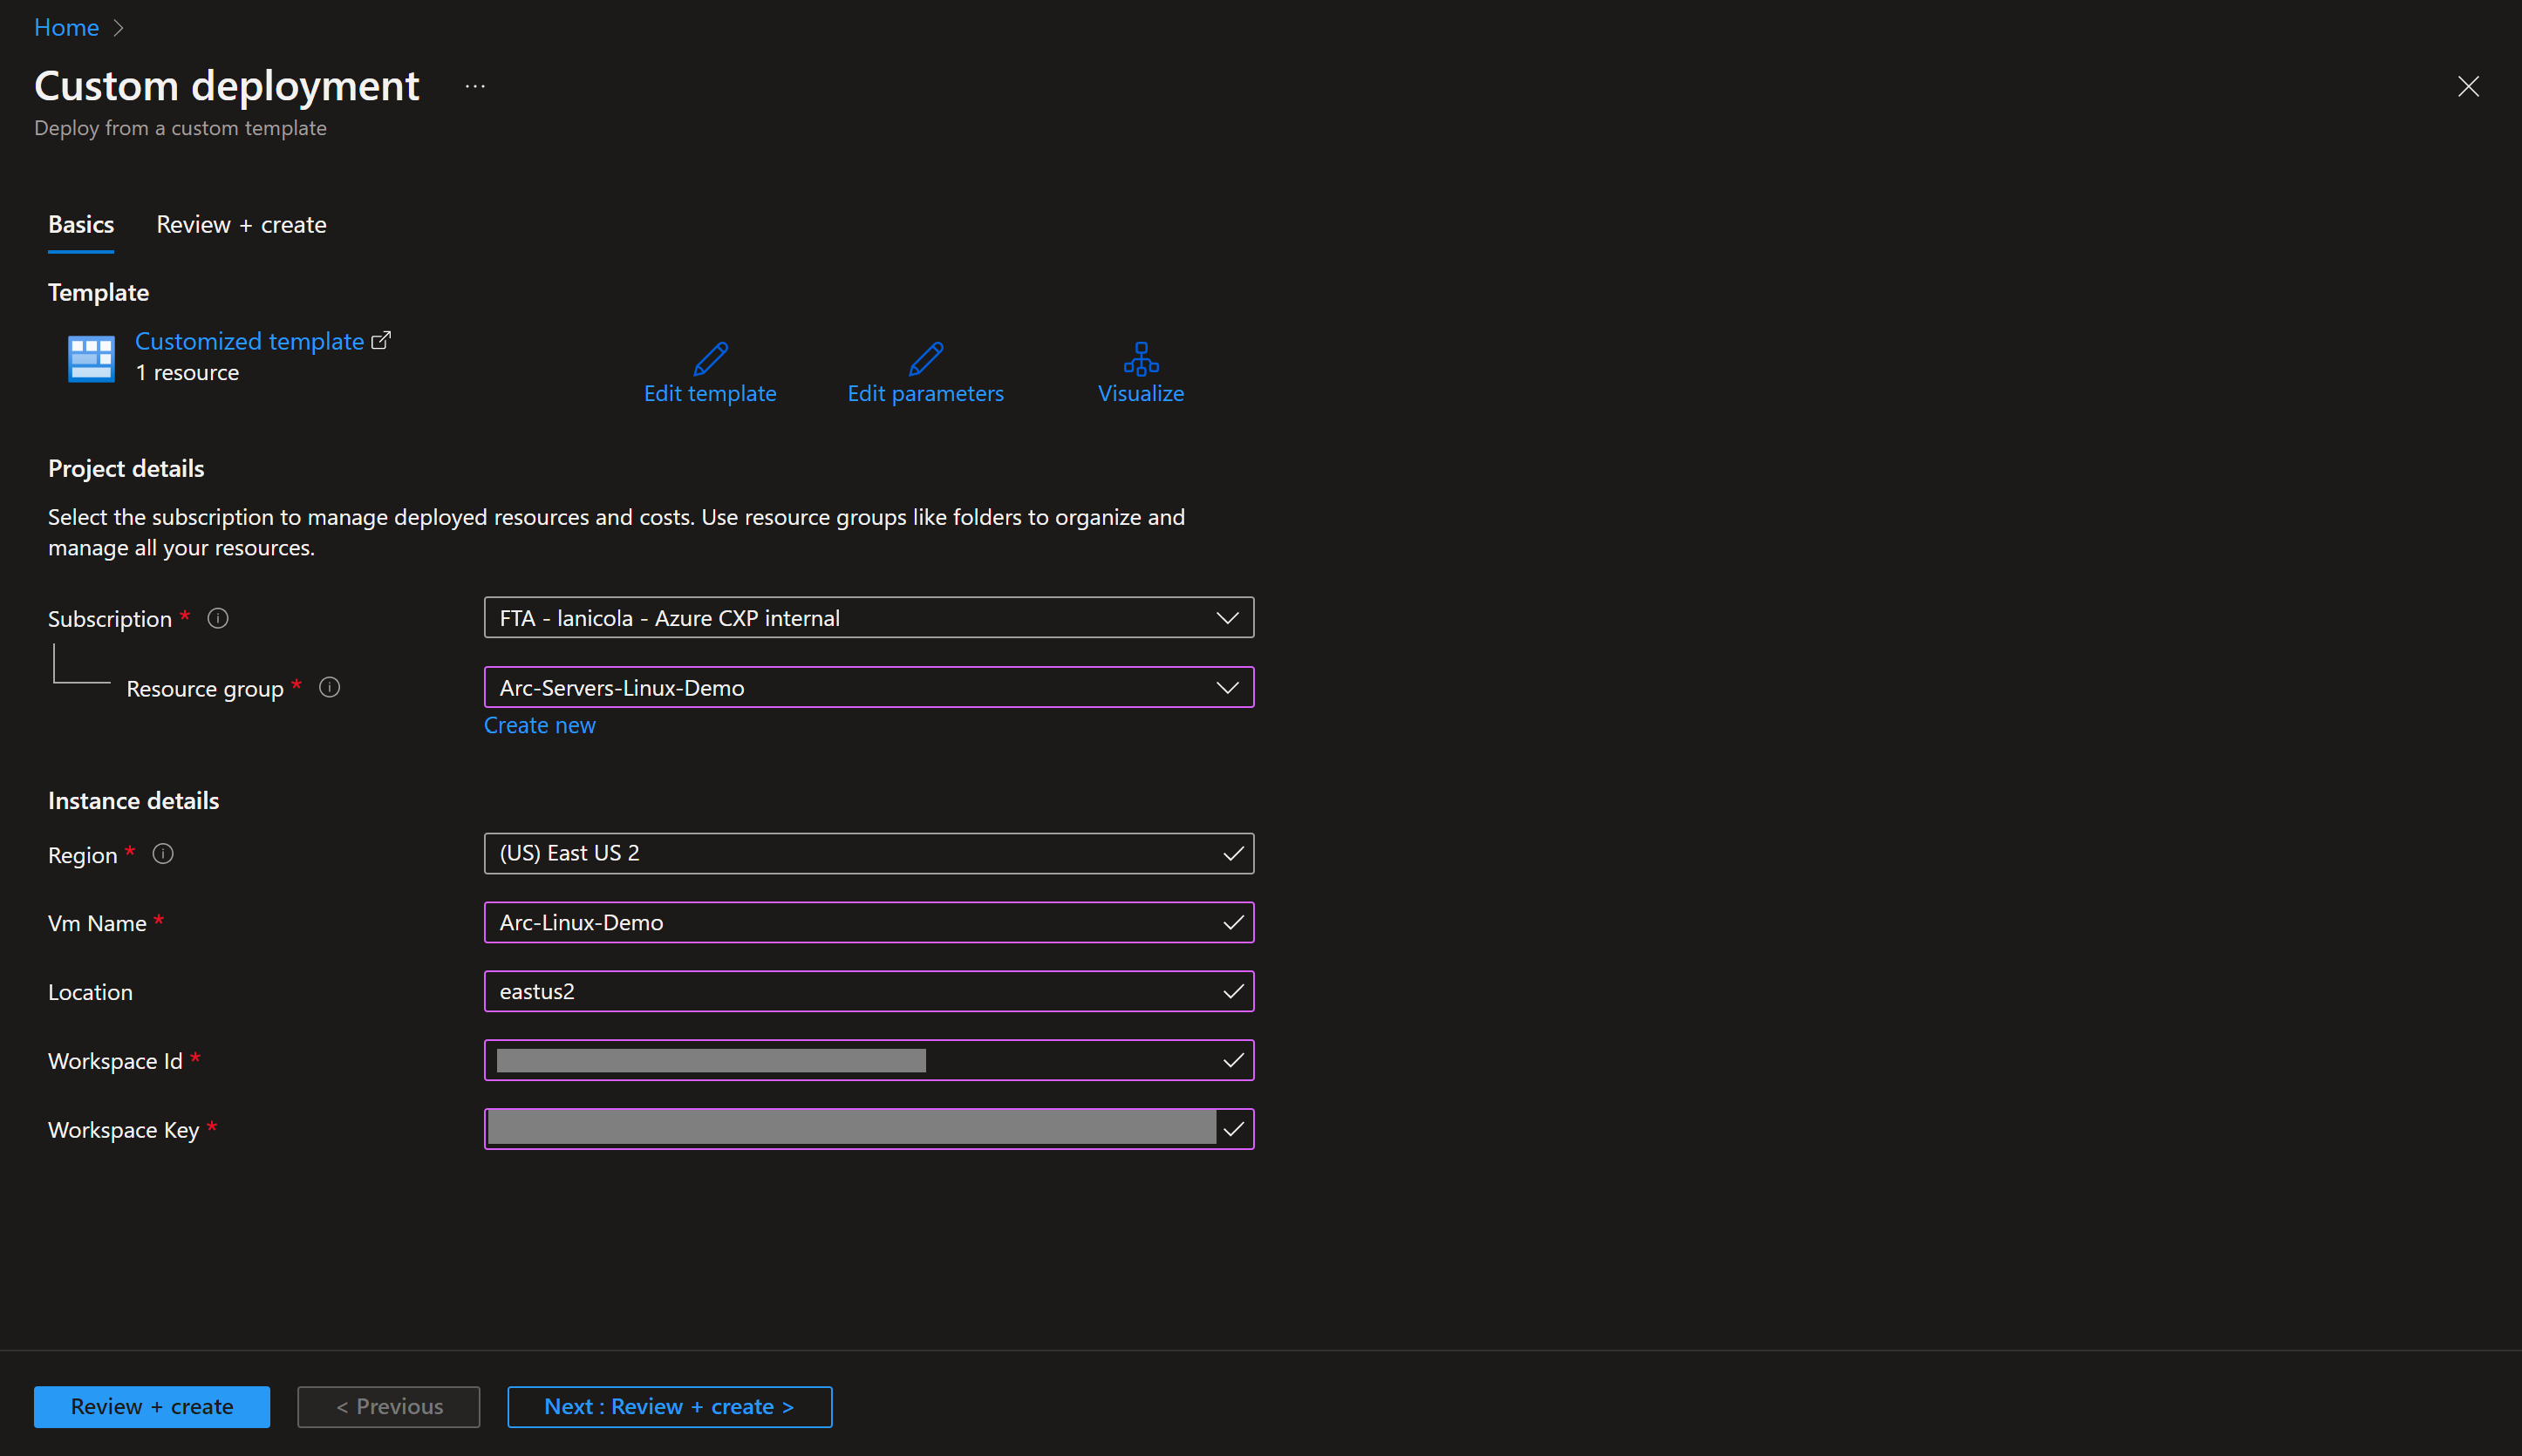 Home
Custom deployment ...
Deploy from a custom template
Basics Review + create
Template
Customized template
1 resource
Edit template Edit parameters Visualize
Project details
Select the subscription to manage deployed resources and costs. Use resource groups like folders to organize and
manage all your resources.
Subscription * FTA - lanicola - Azure CXP internal
Resource group * Arc-Servers-Linux-Demo
Create new
Instance details
Region * (US) East US 2
Vm Name * Arc-Linux-Demo
Location eastus2
Workspace Id *
Workspace Key *
Review + create < Previous Next : Review + create >